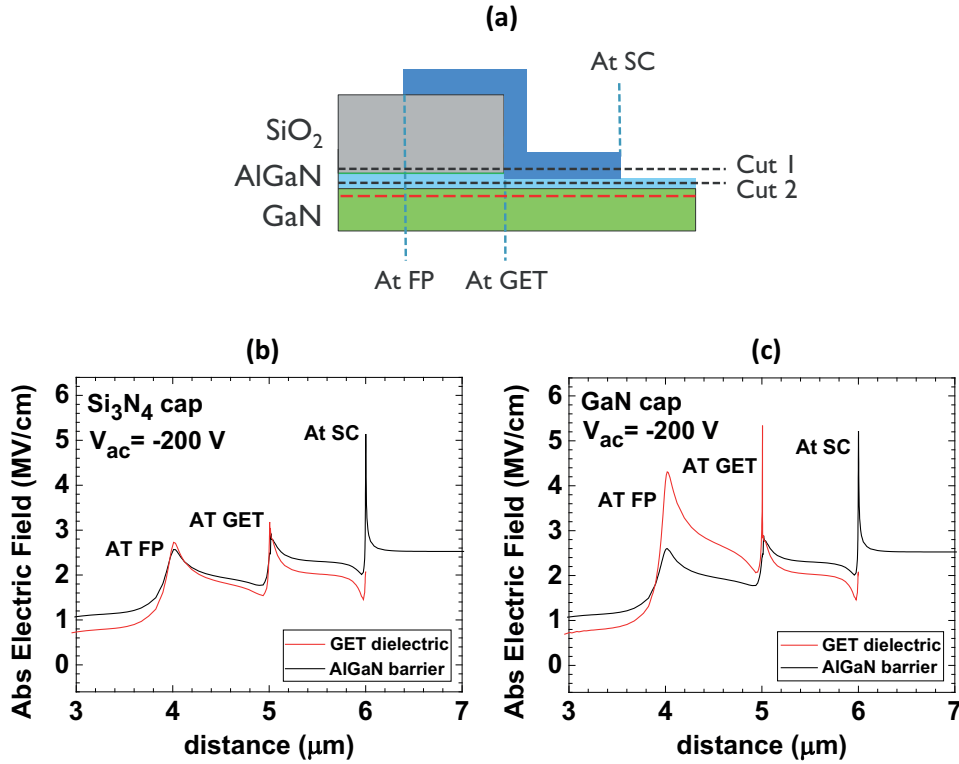 (a)
At SC
SiO₂
Cut 1
AlGaN
Cut 2
GaN
At FP
At GET
(b)
Abs Electric Field (MV/cm)
6
5
4
3
2
1
0
Si₃N₄ cap
V_ac= -200 V
At SC
AT GET
AT FP
GET dielectric
AlGaN barrier
3 4 5 6 7
distance (μm)
(c)
Abs Electric Field (MV/cm)
6
5
4
3
2
1
0
GaN cap
V_ac= -200 V
At SC
AT GET
AT FP
GET dielectric
AlGaN barrier
3 4 5 6 7
distance (μm)